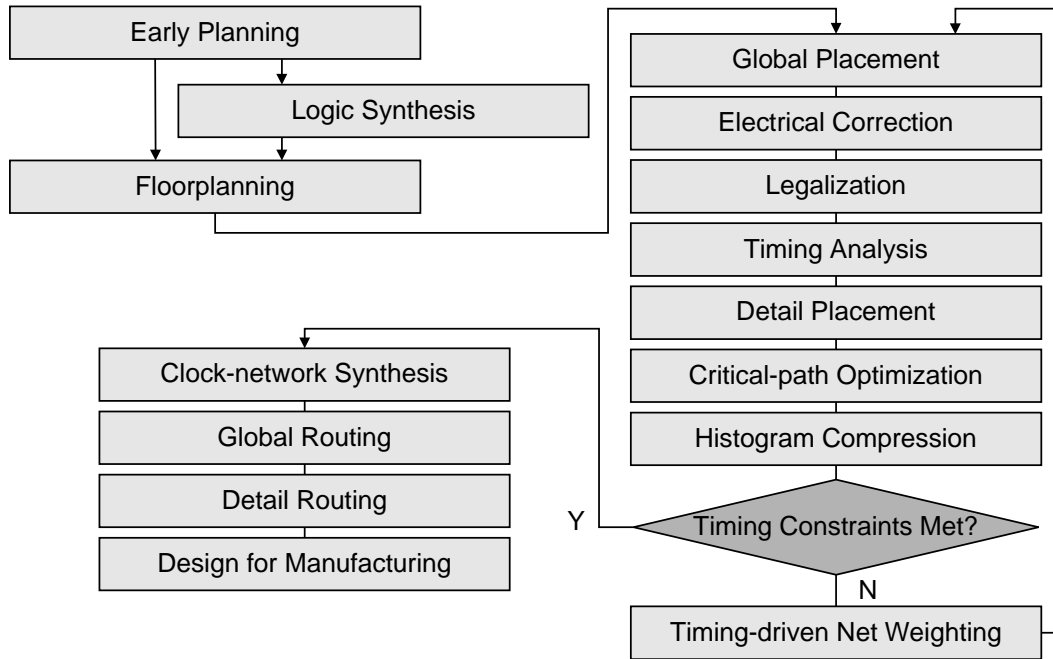 Early Planning
Logic Synthesis
Floorplanning
Global Placement
Electrical Correction
Legalization
Timing Analysis
Detail Placement
Critical-path Optimization
Histogram Compression
Timing Constraints Met?
Y
N
Timing-driven Net Weighting
Clock-network Synthesis
Global Routing
Detail Routing
Design for Manufacturing